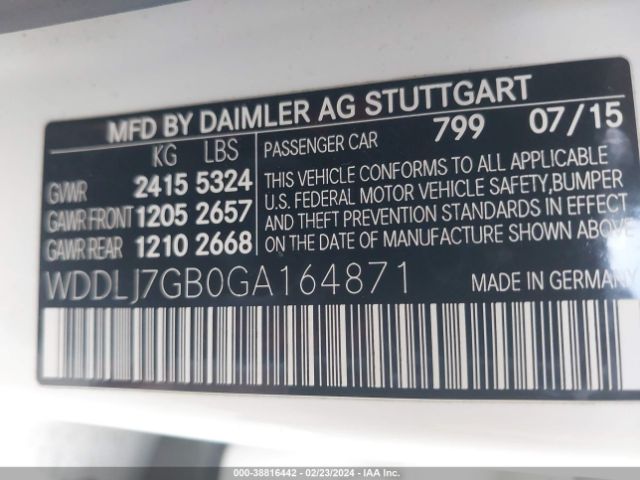 MFD BY DAIMLER AG STUTTGART
KG LBS
GVWR 2415 5324
GAWR FRONT 1205 2657
GAWR REAR 1210 2668
PASSENGER CAR 799 07/15
THIS VEHICLE CONFORMS TO ALL APPLICABLE
U.S. FEDERAL MOTOR VEHICLE SAFETY,BUMPER
AND THEFT PREVENTION STANDARDS IN EFFECT
ON THE DATE OF MANUFACTURE SHOWN ABOVE
WDDLJ7GB0GA164871 MADE IN GERMANY
000-38816442 - 02/23/2024 - IAA Inc.